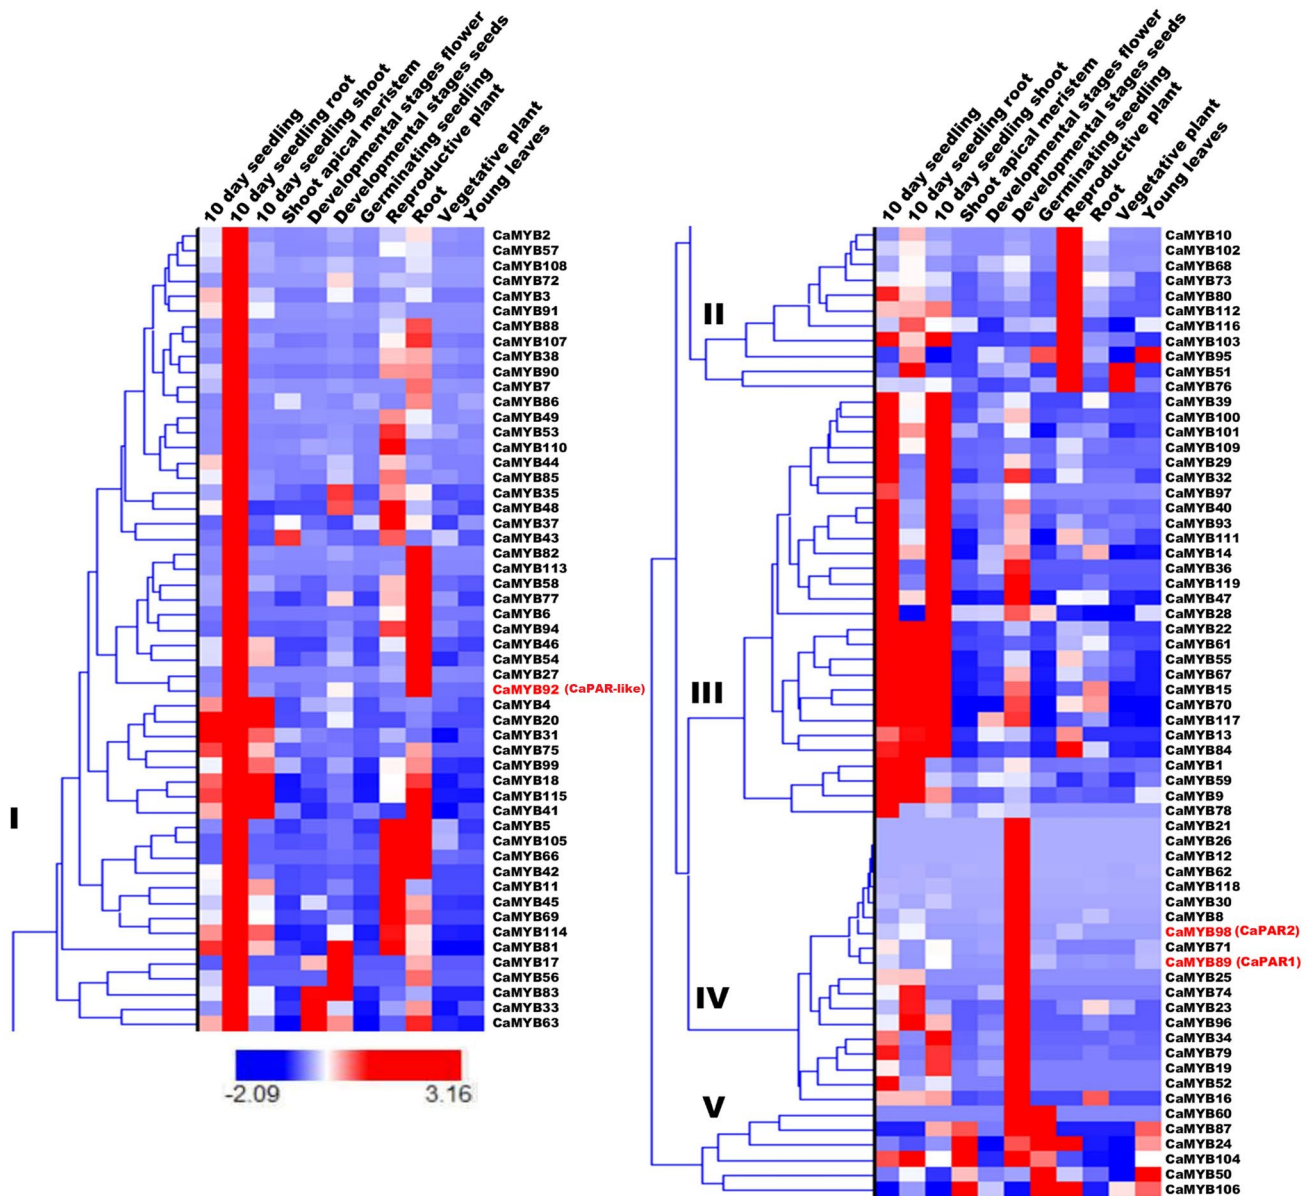 10 day seedling
10 day seedling root
10 day seedling shoot
Shoot apical meristem
Developmental stages flower
Developmental stages seeds
Germinating seedling
Reproductive plant
Root
Vegetative plant
Young leaves
CaMYB2
CaMYB57
CaMYB108
CaMYB72
CaMYB3
CaMYB91
CaMYB88
CaMYB107
CaMYB38
CaMYB90
CaMYB7
CaMYB86
CaMYB49
CaMYB53
CaMYB110
CaMYB44
CaMYB85
CaMYB35
CaMYB48
CaMYB37
CaMYB43
CaMYB82
CaMYB113
CaMYB58
CaMYB77
CaMYB6
CaMYB94
CaMYB46
CaMYB54
CaMYB27
CaMYB92 (CaPAR-like)
CaMYB4
CaMYB20
CaMYB31
CaMYB75
CaMYB99
CaMYB18
CaMYB115
CaMYB41
CaMYB5
CaMYB105
CaMYB66
CaMYB42
CaMYB11
CaMYB45
CaMYB69
CaMYB114
CaMYB81
CaMYB17
CaMYB56
CaMYB83
CaMYB33
CaMYB63
I
-2.09 3.16
10 day seedling
10 day seedling root
10 day seedling shoot
Shoot apical meristem
Developmental stages flower
Developmental stages seeds
Germinating seedling
Reproductive plant
Root
Vegetative plant
Young leaves
CaMYB10
CaMYB102
CaMYB68
CaMYB73
CaMYB80
CaMYB112
CaMYB116
CaMYB103
CaMYB95
CaMYB51
CaMYB76
CaMYB39
CaMYB100
CaMYB101
CaMYB109
CaMYB29
CaMYB32
CaMYB97
CaMYB40
CaMYB93
CaMYB111
CaMYB14
CaMYB36
CaMYB119
CaMYB47
CaMYB28
CaMYB22
CaMYB61
CaMYB55
CaMYB67
CaMYB15
CaMYB70
CaMYB117
CaMYB13
CaMYB84
CaMYB1
CaMYB59
CaMYB9
CaMYB78
CaMYB21
CaMYB26
CaMYB12
CaMYB62
CaMYB118
CaMYB30
CaMYB8
CaMYB98 (CaPAR2)
CaMYB71
CaMYB89 (CaPAR1)
CaMYB25
CaMYB74
CaMYB23
CaMYB96
CaMYB34
CaMYB79
CaMYB19
CaMYB52
CaMYB16
CaMYB60
CaMYB87
CaMYB24
CaMYB104
CaMYB50
CaMYB106
II
III
IV
V